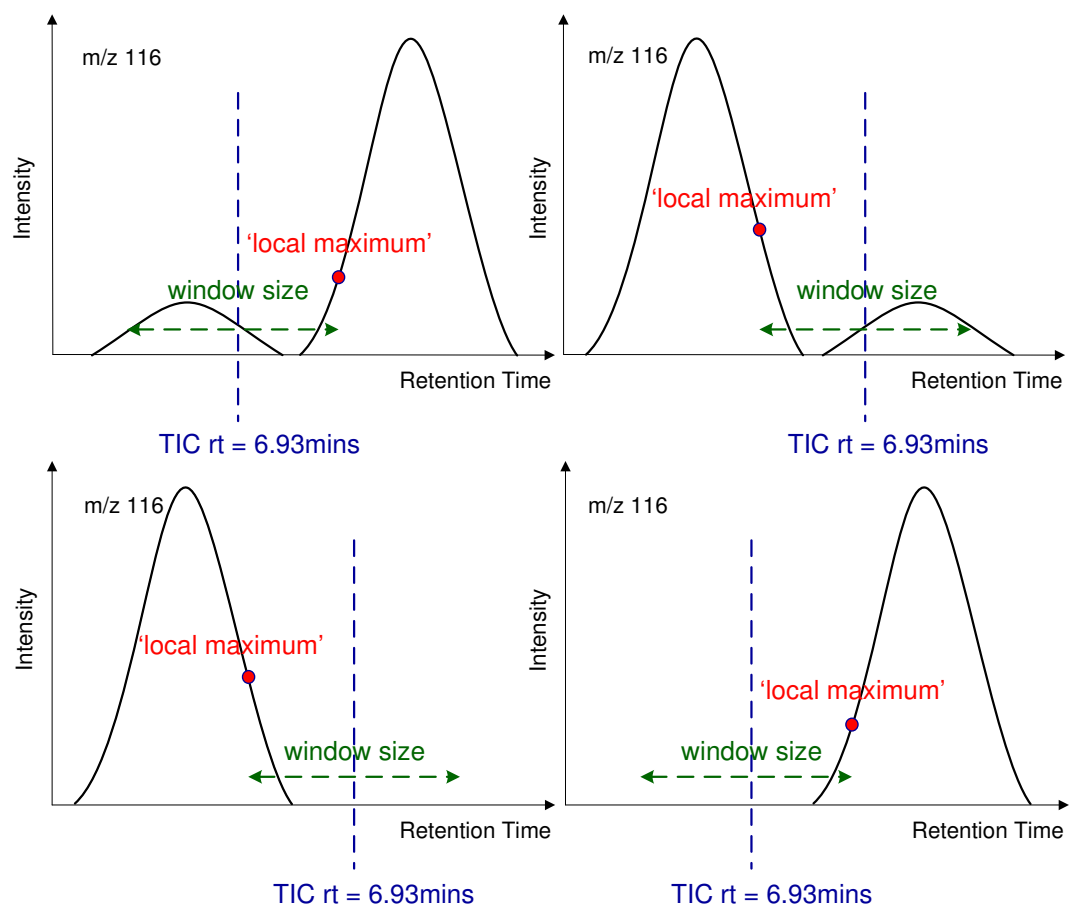 m/z 116
Intensity
‘local maximum’
window size
Retention Time
TIC rt = 6.93mins
m/z 116
Intensity
‘local maximum’
window size
Retention Time
TIC rt = 6.93mins
m/z 116
Intensity
‘local maximum’
window size
Retention Time
TIC rt = 6.93mins
m/z 116
Intensity
‘local maximum’
window size
Retention Time
TIC rt = 6.93mins